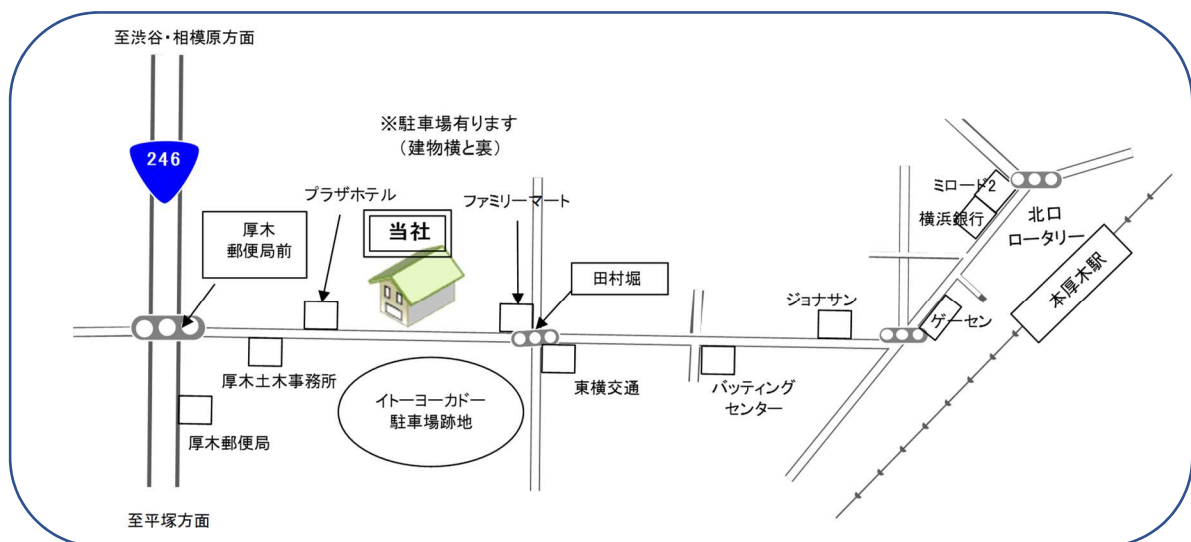 至渋谷・相模原方面
※駐車場有ります
（建物横と裏）
246
プラザホテル
ファミリーマート
ミロード2
横浜銀行
北口
ロータリー
厚木
郵便局前
当社
田村堀
ジョナサン
本厚木駅
ゲーセン
厚木土木事務所
東横交通
バッティング
センター
イトーヨーカドー
駐車場跡地
厚木郵便局
至平塚方面